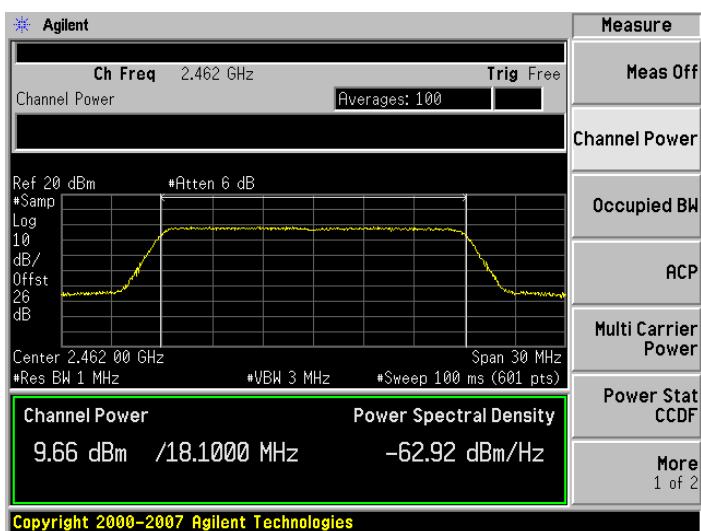 Agilent
Measure
Ch Freq 2.462 GHz Trig Free
Channel Power Averages: 100
Ref 20 dBm #Atten 6 dB
#Samp
Log
10
dB/
Offst
26
dB
Center 2.462 00 GHz Span 30 MHz
#Res BW 1 MHz #VBW 3 MHz #Sweep 100 ms (601 pts)
Channel Power Power Spectral Density
9.66 dBm /18.1000 MHz -62.92 dBm/Hz
Meas Off
Channel Power
Occupied BW
ACP
Multi Carrier
Power
Power Stat
CCDF
More
1 of 2
Copyright 2000-2007 Agilent Technologies